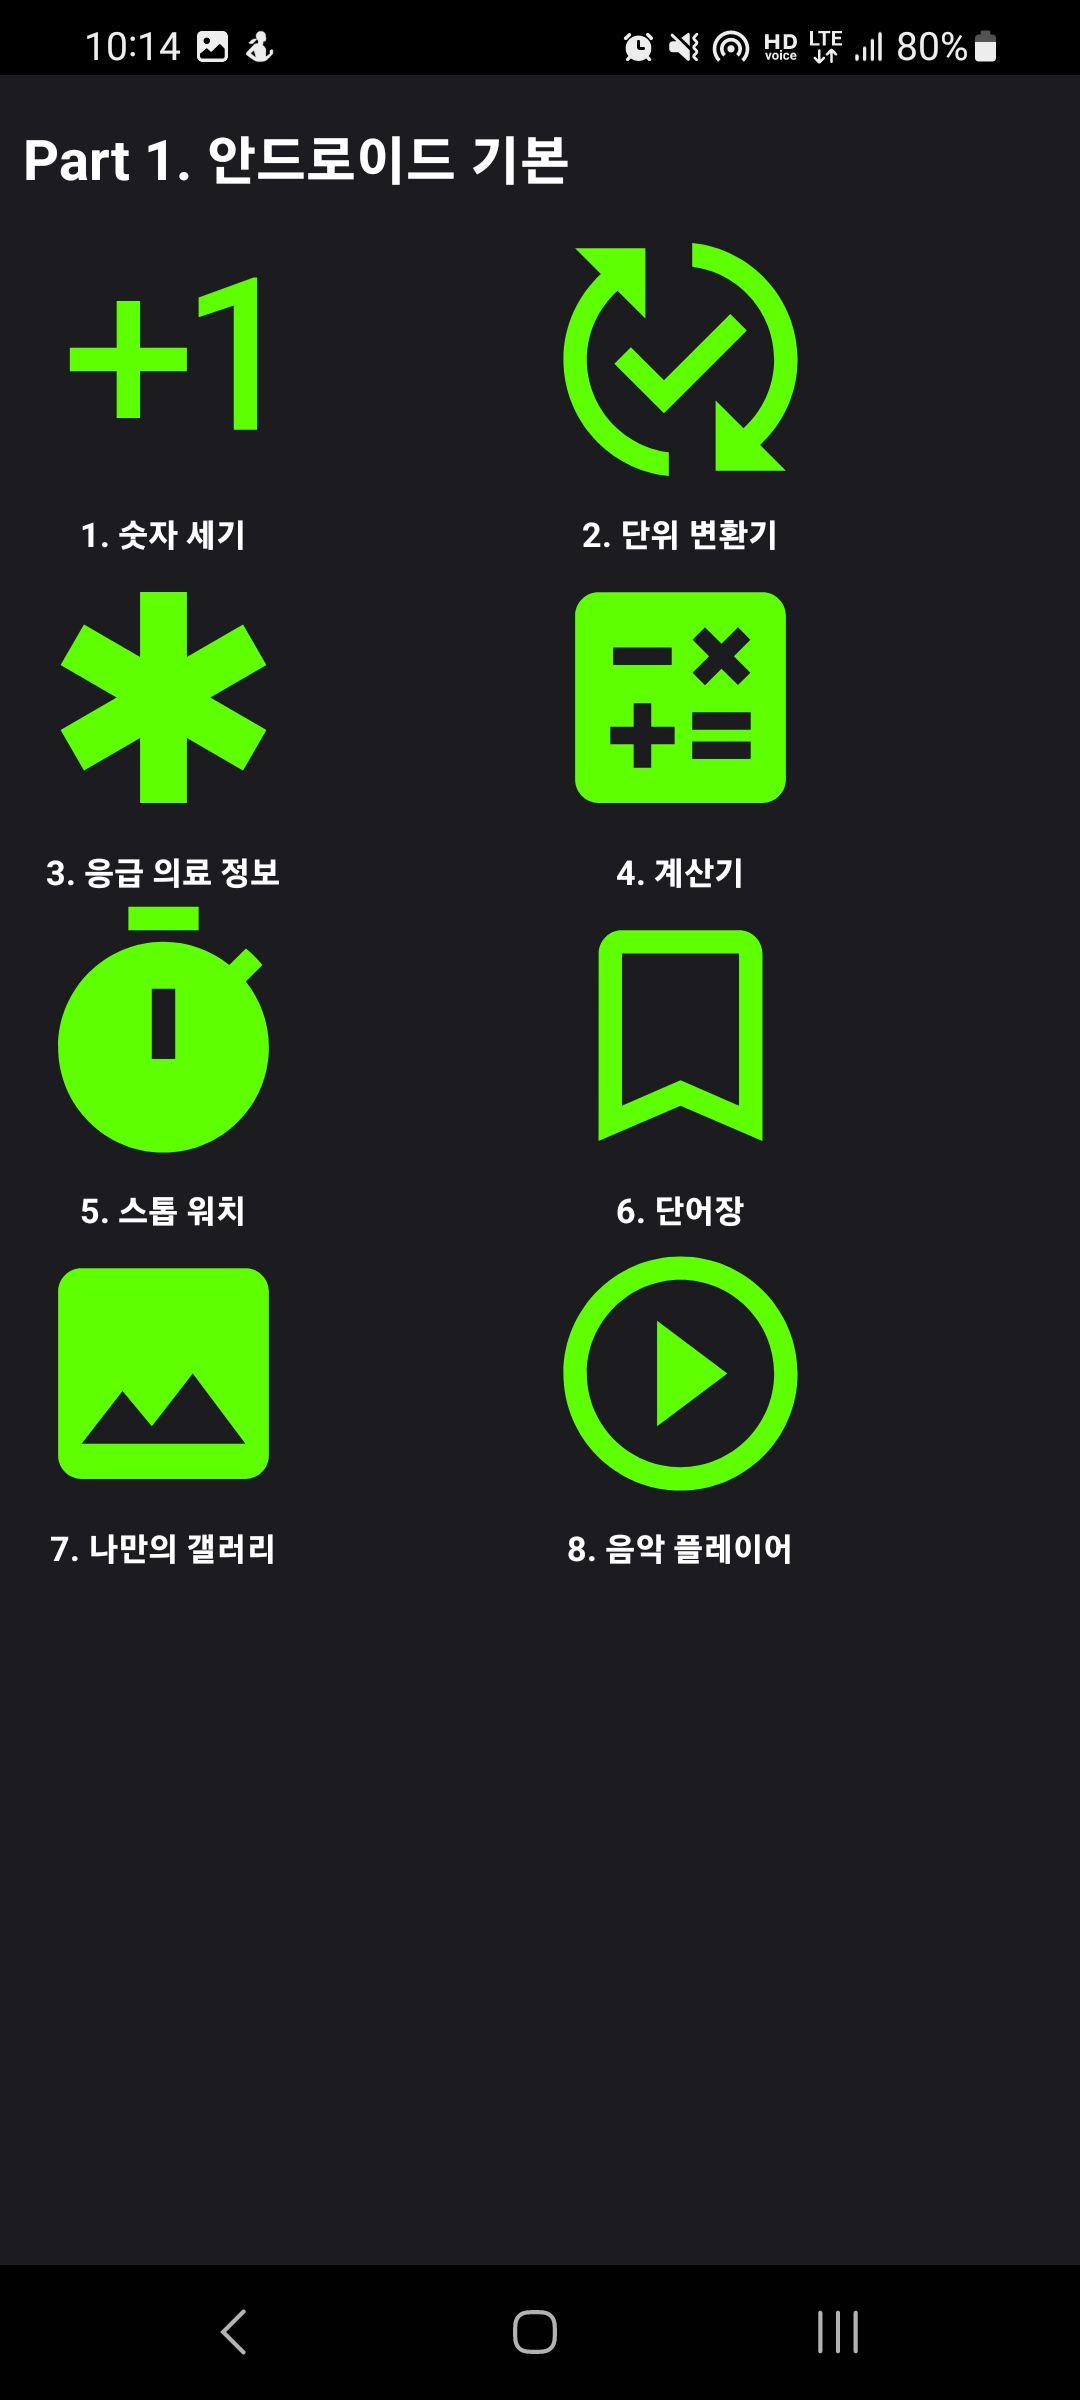 10:14 HD voice LTE 80%
Part 1. 안드로이드 기본
+1
1. 숫자 세기
2. 단위 변환기
3. 응급 의료 정보
4. 계산기
5. 스톱 워치
6. 단어장
7. 나만의 갤러리
8. 음악 플레이어